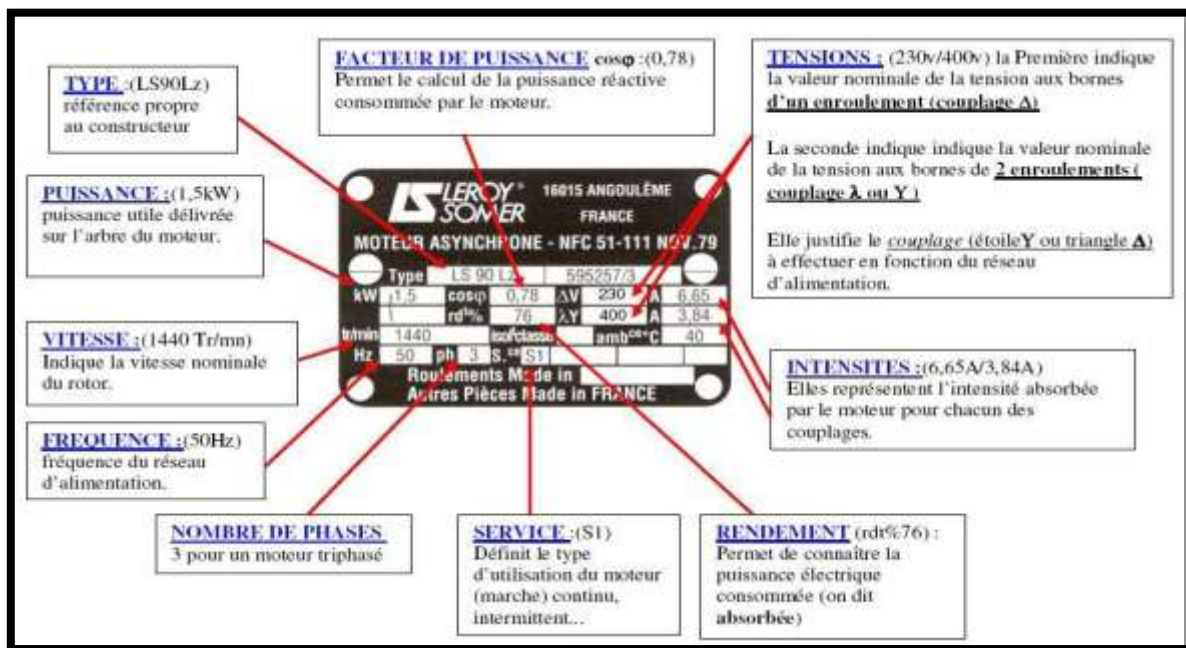 FACTEUR DE PUISSANCE cosφ :(0,78)
Permet le calcul de la puissance réactive
consommée par le moteur.
TENSIONS : (230v/400v) la Première indique
la valeur nominale de la tension aux bornes
d'un enroulement (couplage Δ)
La seconde indique indique la valeur nominale
de la tension aux bornes de 2 enroulements (
couplage λ ou Y )
Elle justifie le couplage (étoileY ou triangle Δ)
à effectuer en fonction du réseau
d'alimentation.
TYPE :(LS90Lz)
référence propre
au constructeur
PUISSANCE :(1,5kW)
puissance utile délivrée
sur l'arbre du moteur.
LS LEROY® 16015 ANGOULÊME
SOMER FRANCE
MOTEUR ASYNCHRONE - NFC 51-111 NOV.79
Type LS 90 Lz 595257/3
kW 1,5 cosφ 0,78 ΔV 230 A 6,65
rdt% 76 λY 400 A 3,84
tr/min 1440 isolclasse amb°C 40
Hz 50 ph 3 S.ce S1
Roulements Made in
Autres Pièces Made in FRANCE
VITESSE :(1440 Tr/mn)
Indique la vitesse nominale
du rotor.
INTENSITES :(6,65A/3,84A)
Elles représentent l'intensité absorbée
par le moteur pour chacun des
couplages.
FREQUENCE :(50Hz)
fréquence du réseau
d'alimentation.
NOMBRE DE PHASES
3 pour un moteur triphasé
SERVICE :(S1)
Définit le type
d'utilisation du moteur
(marche) continu,
intermittent...
RENDEMENT (rdt%76) :
Permet de connaître la
puissance électrique
consommée (on dit
absorbée)